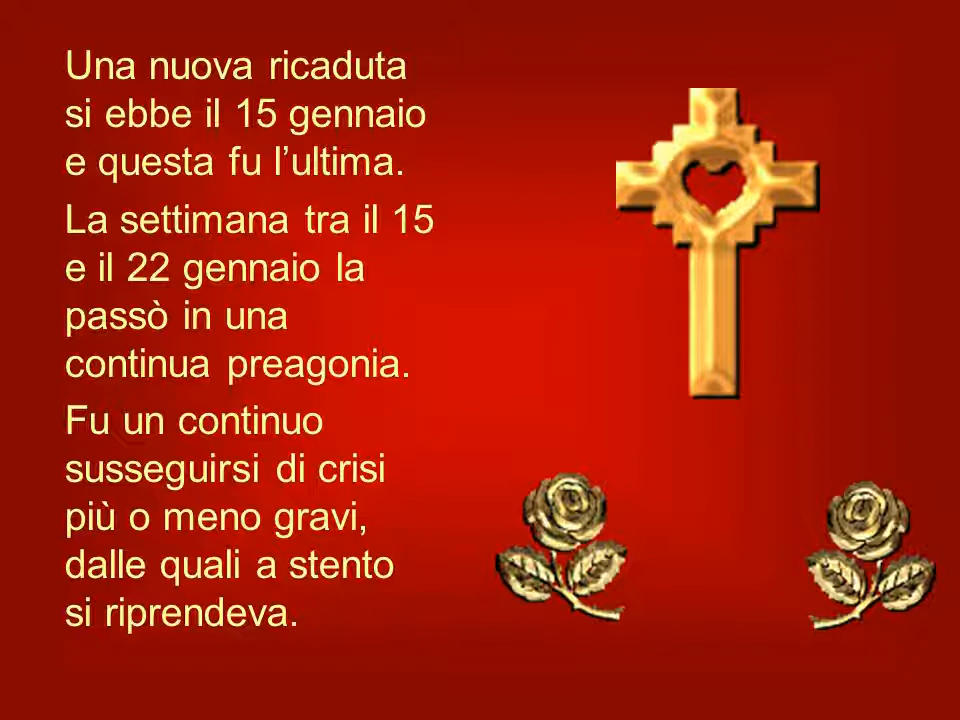 Una nuova ricaduta
si ebbe il 15 gennaio
e questa fu l’ultima.
La settimana tra il 15
e il 22 gennaio la
passò in una
continua preagonia.
Fu un continuo
susseguirsi di crisi
più o meno gravi,
dalle quali a stento
si riprendeva.